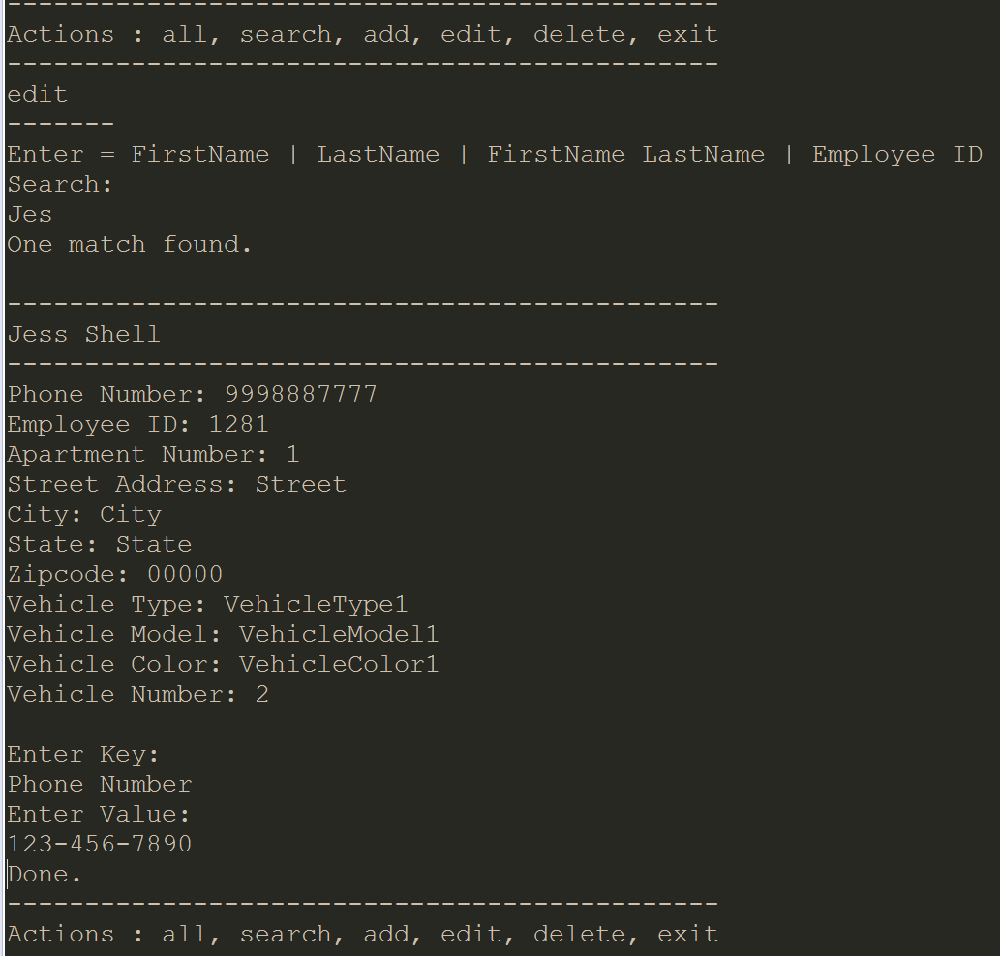 ----------------------------------------------
Actions : all, search, add, edit, delete, exit
----------------------------------------------
edit
-------
Enter = FirstName | LastName | FirstName LastName | Employee ID
Search:
Jes
One match found.
----------------------------------------------
Jess Shell
----------------------------------------------
Phone Number: 9998887777
Employee ID: 1281
Apartment Number: 1
Street Address: Street
City: City
State: State
Zipcode: 00000
Vehicle Type: VehicleType1
Vehicle Model: VehicleModel1
Vehicle Color: VehicleColor1
Vehicle Number: 2
Enter Key:
Phone Number
Enter Value:
123-456-7890
Done.
----------------------------------------------
Actions : all, search, add, edit, delete, exit